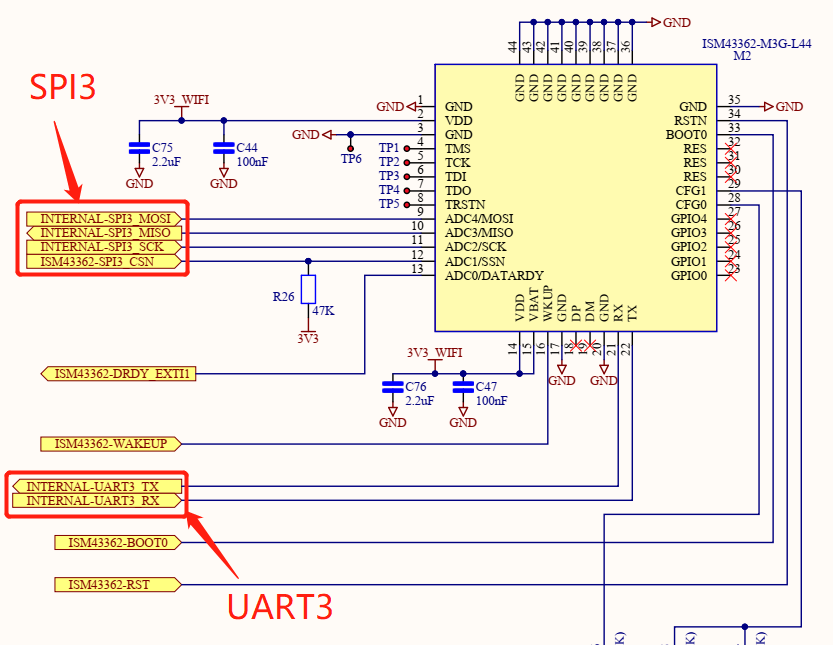 GND
44
43
42
41
40
39
38
37
36
ISM43362-M3G-L44
M2
SPI3
3V3_WIFI
C75
2.2uF
C44
100nF
GND
GND
GND
GND
TP6
TP1
TP2
TP3
TP4
TP5
1
2
3
4
5
6
7
8
9
10
11
12
13
GND
VDD
GND
TMS
TCK
TDI
TDO
TRSTN
ADC4/MOSI
ADC3/MISO
ADC2/SCK
ADC1/SSN
ADC0/DATARDY
GND
GND
GND
GND
GND
GND
GND
GND
GND
GND
RSTN
BOOT0
RES
RES
RES
CFG1
CFG0
GPIO4
GPIO3
GPIO2
GPIO1
GPIO0
35
34
33
32
31
30
29
28
27
26
25
24
23
GND
INTERNAL-SPI3_MOSI
INTERNAL-SPI3_MISO
INTERNAL-SPI3_SCK
ISM43362-SPI3_CSN
R26
47K
3V3
VDD
VBAT
WKUP
GND
DP
DM
GND
RX
TX
14
15
16
17
18
19
20
21
22
3V3_WIFI
C76
2.2uF
C47
100nF
GND
GND
GND
GND
ISM43362-DRDY_EXTI1
ISM43362-WAKEUP
INTERNAL-UART3_TX
INTERNAL-UART3_RX
ISM43362-BOOT0
ISM43362-RST
UART3
K)
K)
K)